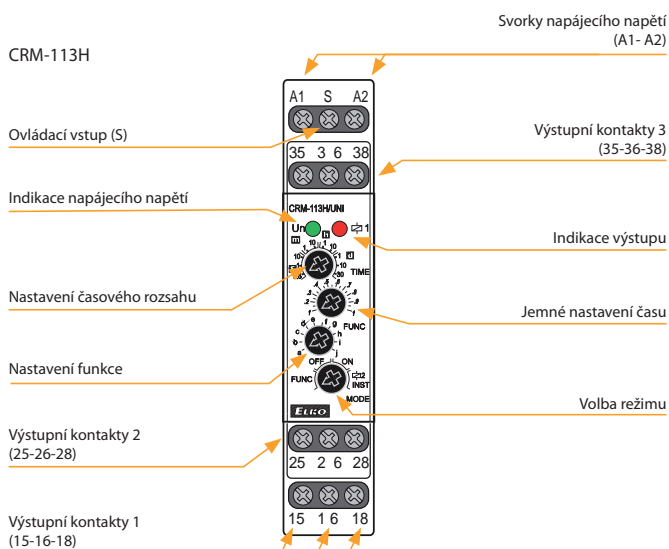 CRM-113H
Svorky napájecího napětí
(A1- A2)
Ovládací vstup (S)
Výstupní kontakty 3
(35-36-38)
Indikace napájecího napětí
Indikace výstupu
Nastavení časového rozsahu
Jemné nastavení času
Nastavení funkce
Volba režimu
Výstupní kontakty 2
(25-26-28)
Výstupní kontakty 1
(15-16-18)
A1 S A2
35 3 6 38
CRM-113H/UNI
Un
1
TIME
FUNC
a b c d e f g h i j
OFF ON
FUNC
2
INST
MODE
ELKO
25 2 6 28
15 1 6 18